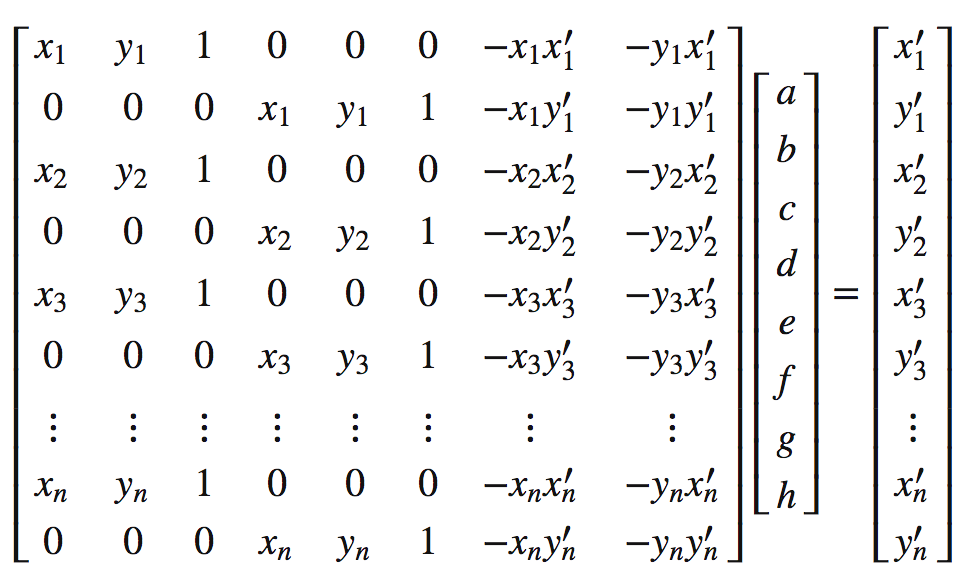 x₁ y₁ 1 0 0 0 −x₁x′₁ −y₁x′₁ a x′₁
0 0 0 x₁ y₁ 1 −x₁y′₁ −y₁y′₁ b y′₁
x₂ y₂ 1 0 0 0 −x₂x′₂ −y₂x′₂ c x′₂
0 0 0 x₂ y₂ 1 −x₂y′₂ −y₂y′₂ d y′₂
x₃ y₃ 1 0 0 0 −x₃x′₃ −y₃x′₃ e = x′₃
0 0 0 x₃ y₃ 1 −x₃y′₃ −y₃y′₃ f y′₃
⋮ ⋮ ⋮ ⋮ ⋮ ⋮ ⋮ ⋮ g ⋮
xₙ yₙ 1 0 0 0 −xₙx′ₙ −yₙx′ₙ h x′ₙ
0 0 0 xₙ yₙ 1 −xₙy′ₙ −yₙy′ₙ y′ₙ